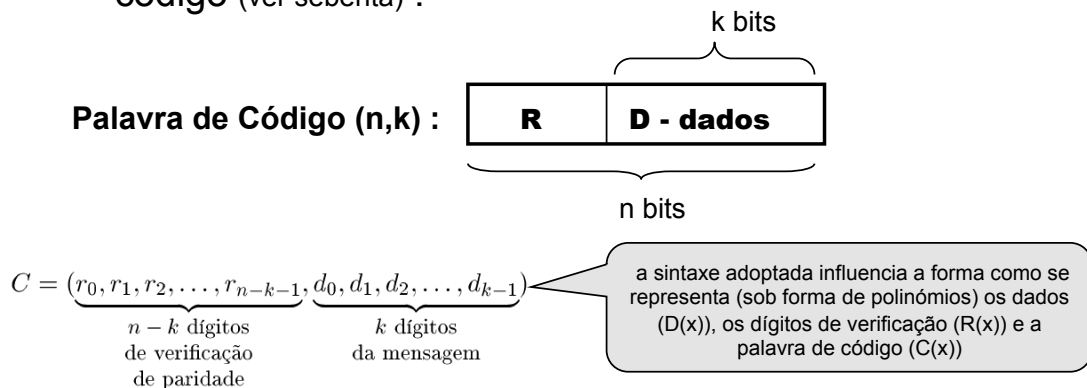 código (ver sebenta) :
k bits
Palavra de Código (n,k) :
R
D - dados
n bits
C = (r₀, r₁, r₂, . . . , rₙ₋ₖ₋₁, d₀, d₁, d₂, . . . , dₖ₋₁)
n − k dígitos
de verificação
de paridade
k dígitos
da mensagem
a sintaxe adoptada influencia a forma como se
representa (sob forma de polinómios) os dados
(D(x)), os dígitos de verificação (R(x)) e a
palavra de código (C(x))